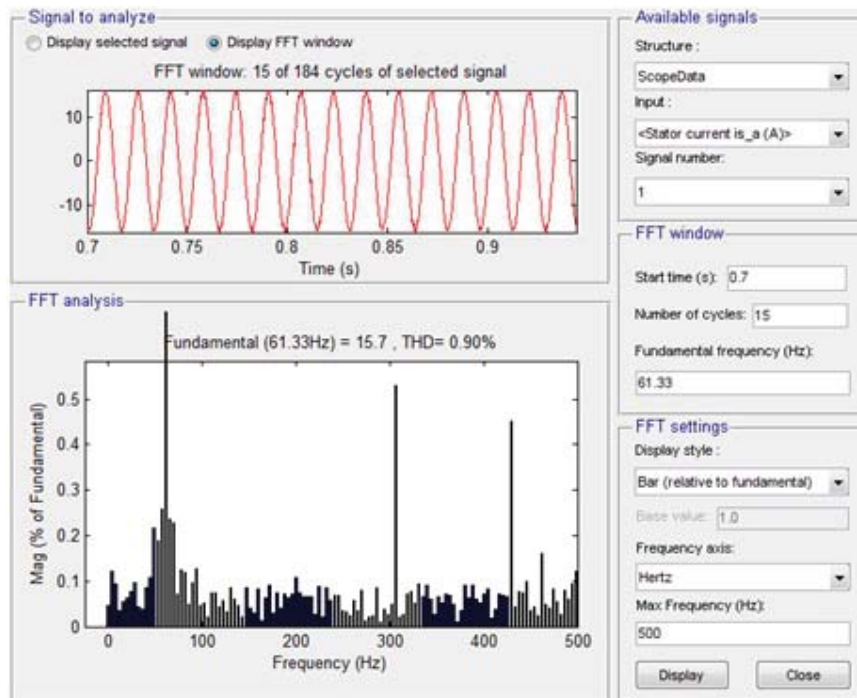 Signal to analyze
Display selected signal Display FFT window
FFT window: 15 of 184 cycles of selected signal
10
0
-10
0.7 0.75 0.8 0.85 0.9
Time (s)
FFT analysis
Fundamental (61.33Hz) = 15.7 , THD= 0.90%
0.5
0.4
0.3
0.2
0.1
0
Mag (% of Fundamental)
0 100 200 300 400 500
Frequency (Hz)
Available signals
Structure :
ScopeData
Input :
<Stator current is_a (A)>
Signal number:
1
FFT window
Start time (s): 0.7
Number of cycles: 15
Fundamental frequency (Hz):
61.33
FFT settings
Display style :
Bar (relative to fundamental)
Base value: 1.0
Frequency axis:
Hertz
Max Frequency (Hz):
500
Display Close